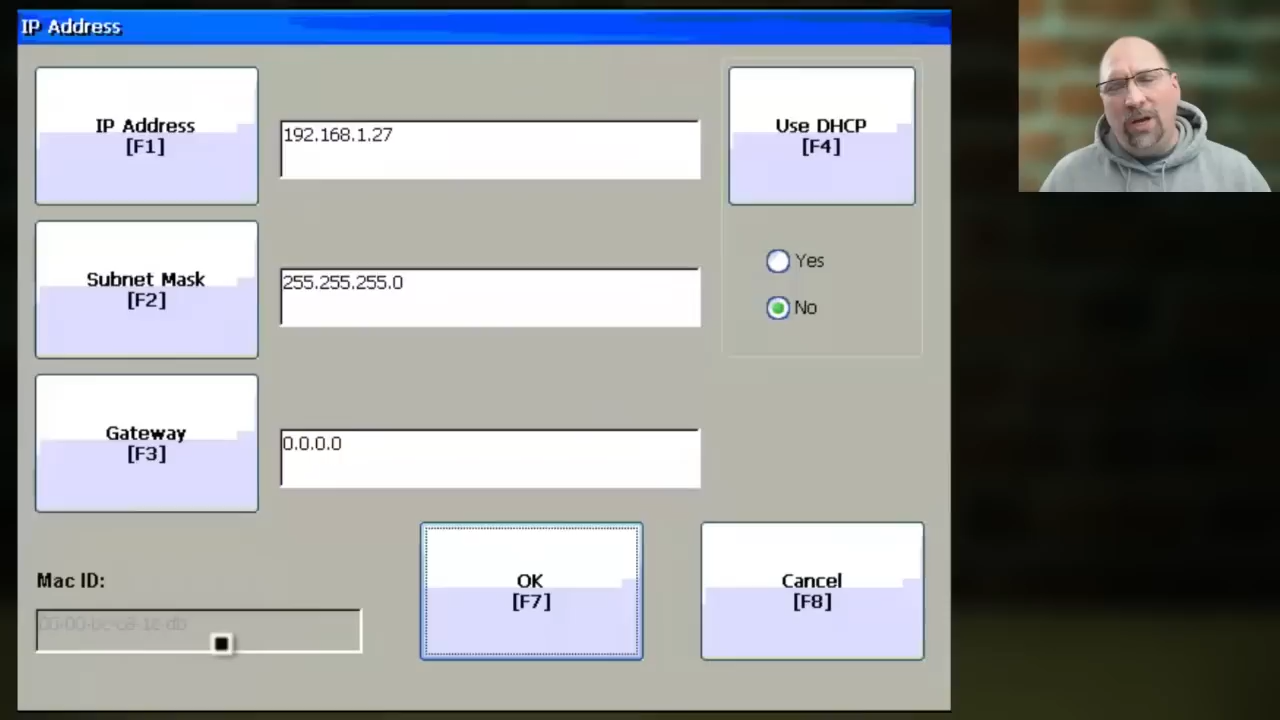 IP Address
IP Address
[F1]
192.168.1.27
Use DHCP
[F4]
Yes
No
Subnet Mask
[F2]
255.255.255.0
Gateway
[F3]
0.0.0.0
Mac ID:
OK
[F7]
Cancel
[F8]